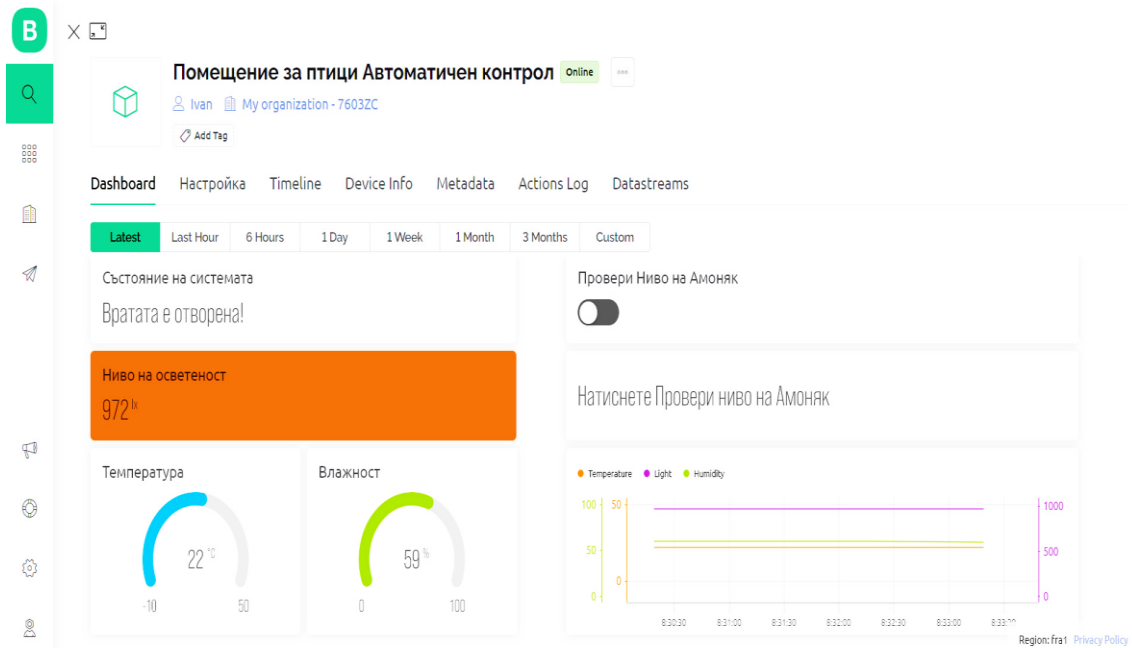 B
Помещение за птици Автоматичен контрол Online
Ivan My organization - 7603ZC
Add Tag
Dashboard Настройка Timeline Device Info Metadata Actions Log Datastreams
Latest Last Hour 6 Hours 1 Day 1 Week 1 Month 3 Months Custom
Състояние на системата
Вратата е отворена!
Провери Ниво на Амоняк
Ниво на осветеност
972 lx
Натиснете Провери ниво на Амоняк
Температура
22 °C
-10 50
Влажност
59 %
0 100
Temperature Light Humidity
100 50 1000
50 500
0
0 0
8:30:30 8:31:00 8:31:30 8:32:00 8:32:30 8:33:00
Region: fra1 Privacy Policy